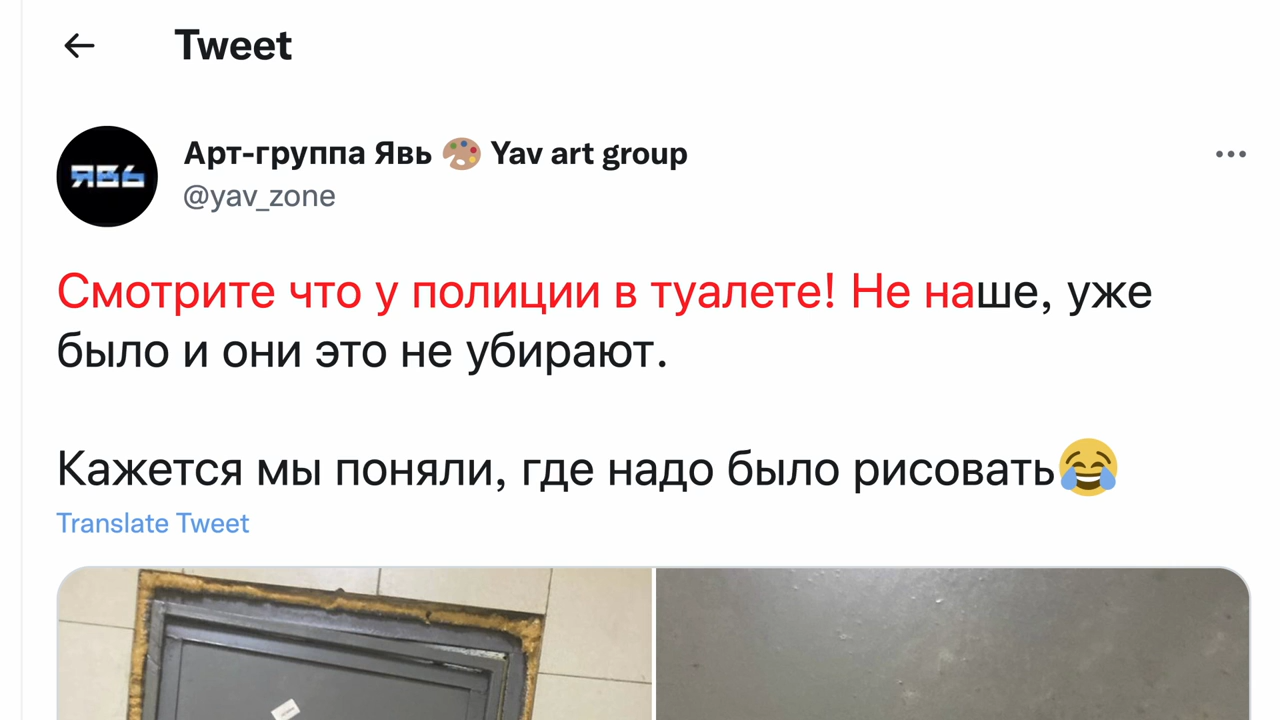 Tweet
ЯВЬ
Арт-группа Явь 🎨 Yav art group
@yav_zone
Смотрите что у полиции в туалете! Не наше, уже
было и они это не убирают.
Кажется мы поняли, где надо было рисовать😂
Translate Tweet